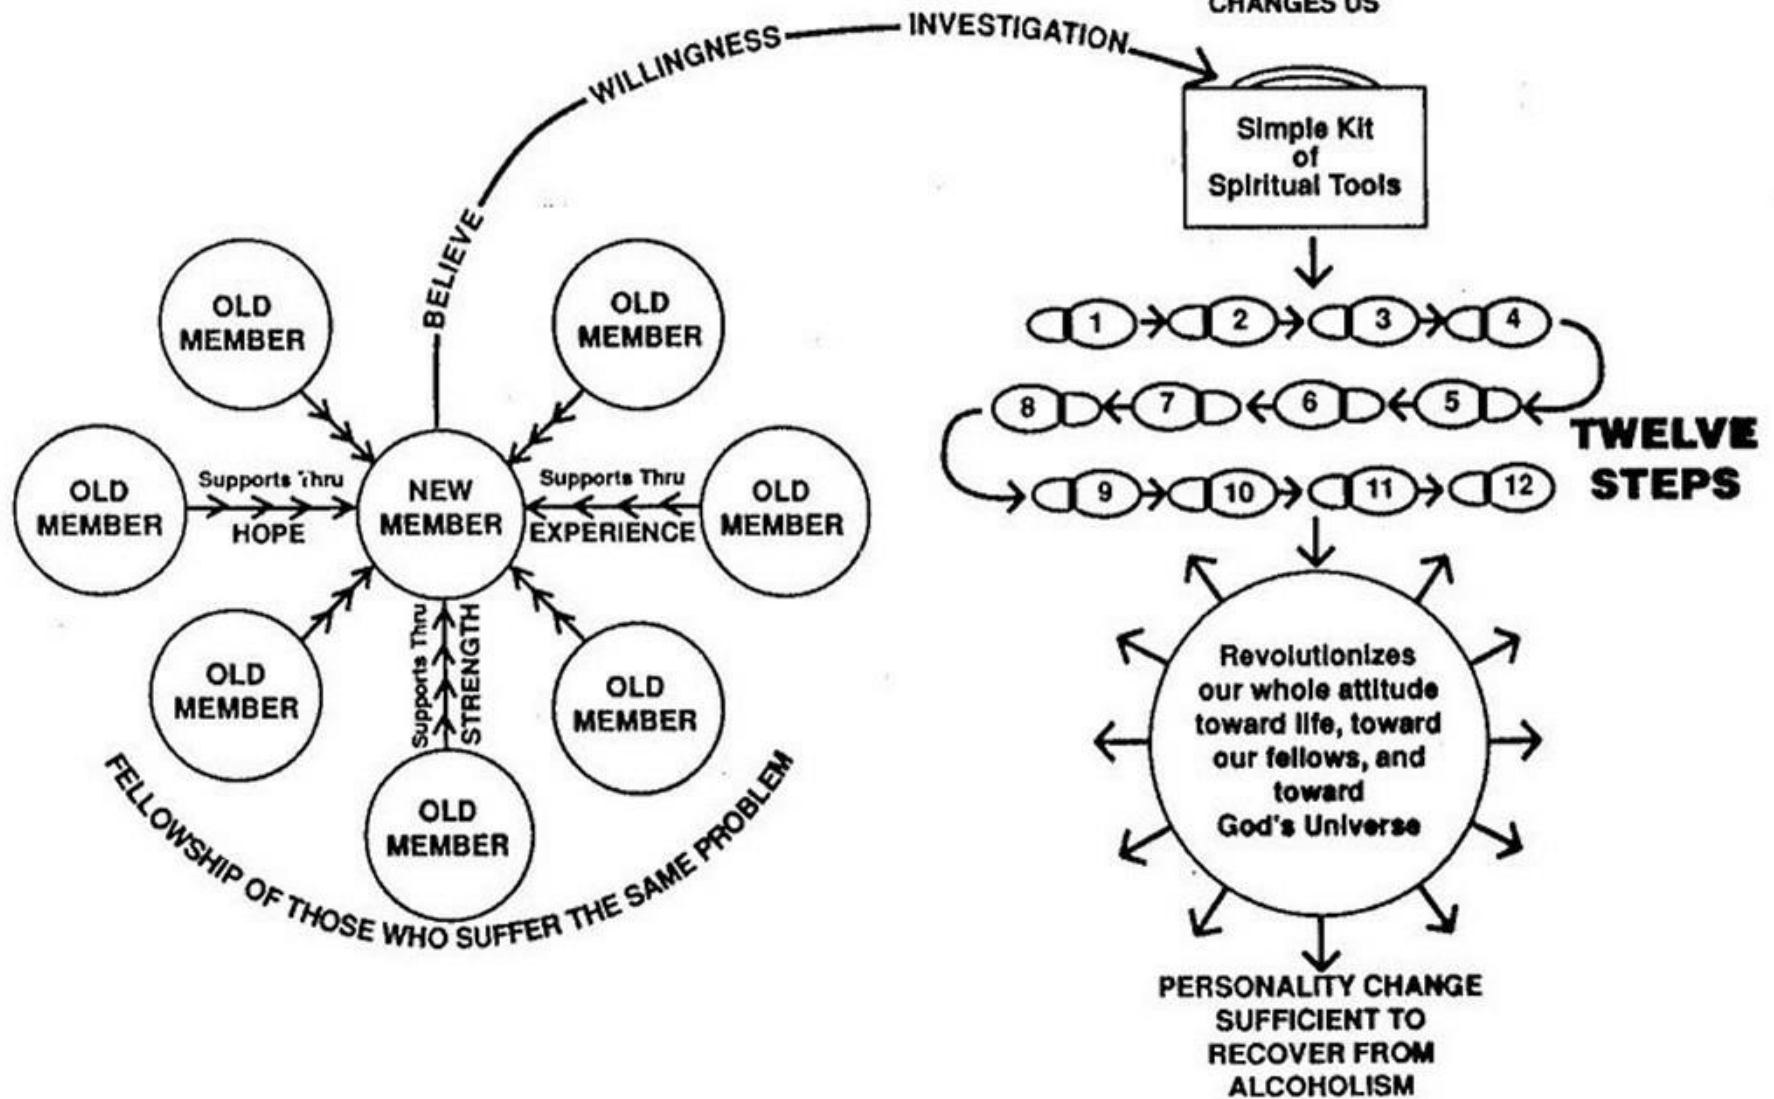 CHANGES US
BELIEVE
WILLINGNESS
INVESTIGATION
Simple Kit
of
Spiritual Tools
1
2
3
4
8
7
6
5
9
10
11
12
TWELVE
STEPS
OLD
MEMBER
OLD
MEMBER
OLD
MEMBER
Supports Thru
HOPE
NEW
MEMBER
Supports Thru
EXPERIENCE
OLD
MEMBER
OLD
MEMBER
Supports Thru
STRENGTH
OLD
MEMBER
OLD
MEMBER
FELLOWSHIP OF THOSE WHO SUFFER THE SAME PROBLEM
Revolutionizes
our whole attitude
toward life, toward
our fellows, and
toward
God's Universe
PERSONALITY CHANGE
SUFFICIENT TO
RECOVER FROM
ALCOHOLISM